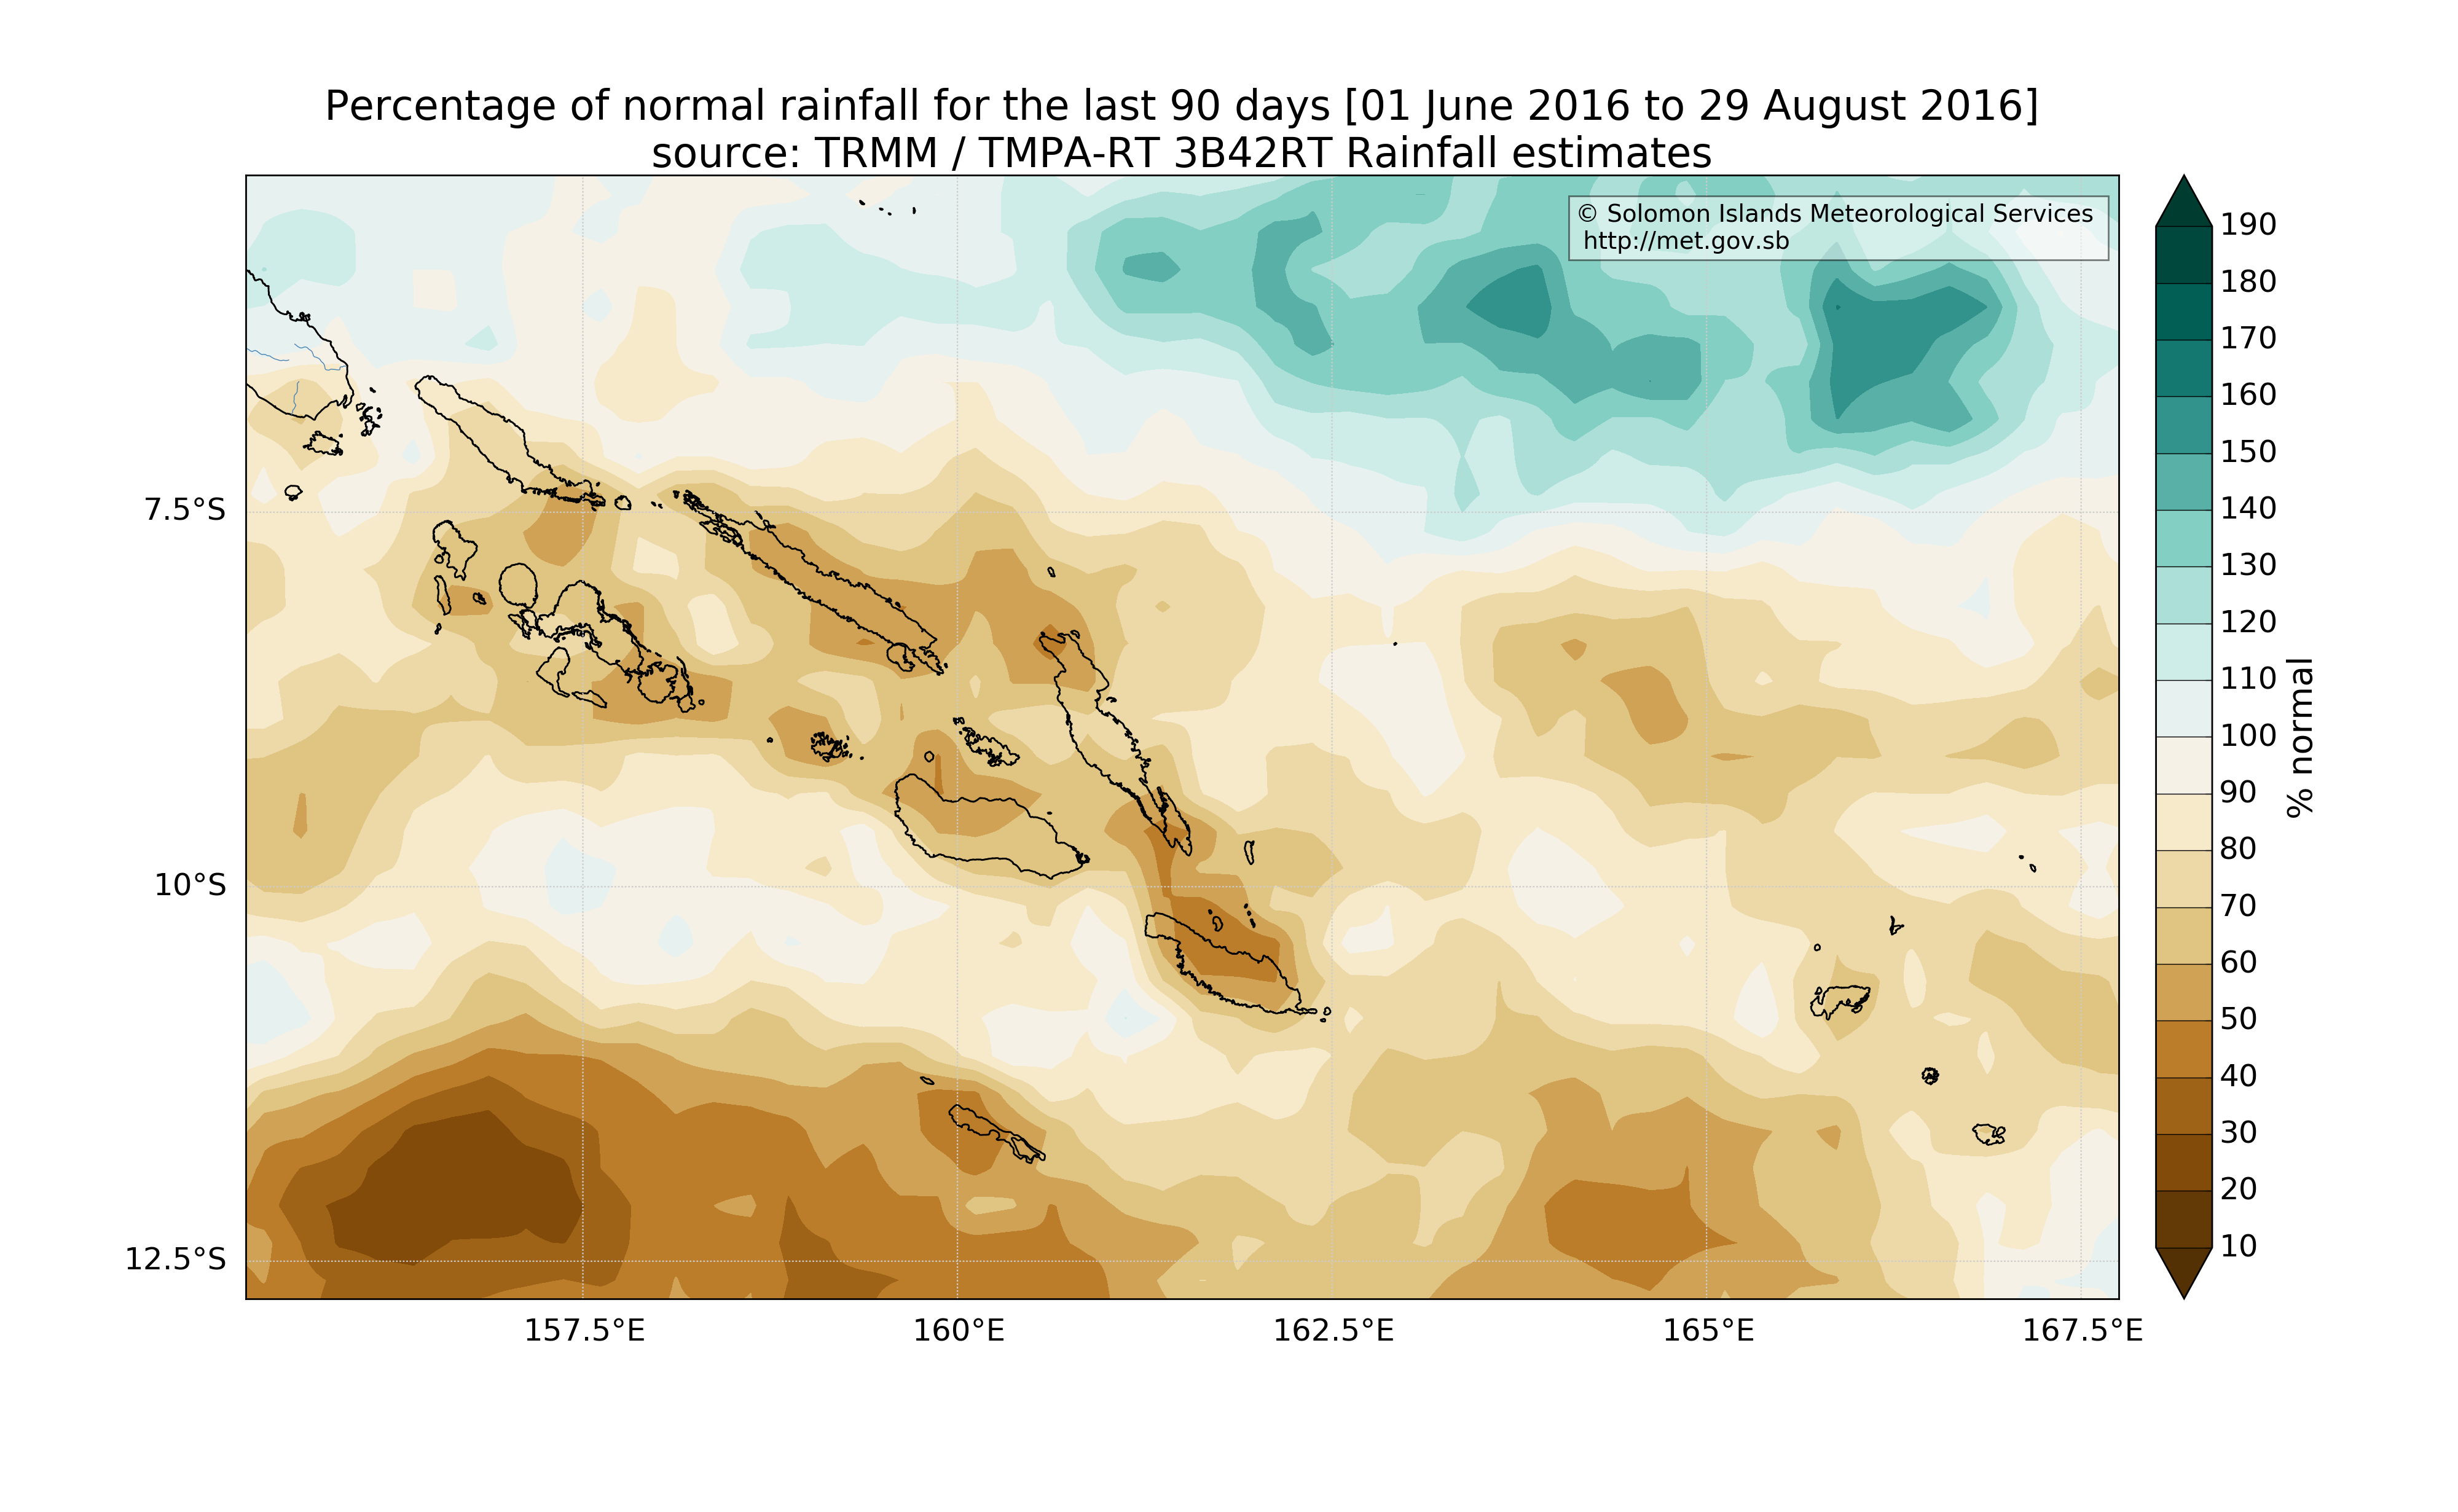 Percentage of normal rainfall for the last 90 days [01 June 2016 to 29 August 2016]
source: TRMM / TMPA-RT 3B42RT Rainfall estimates
© Solomon Islands Meteorological Services
http://met.gov.sb
7.5°S
10°S
12.5°S
157.5°E
160°E
162.5°E
165°E
167.5°E
190
180
170
160
150
140
130
120
110
100
90
80
70
60
50
40
30
20
10
% normal